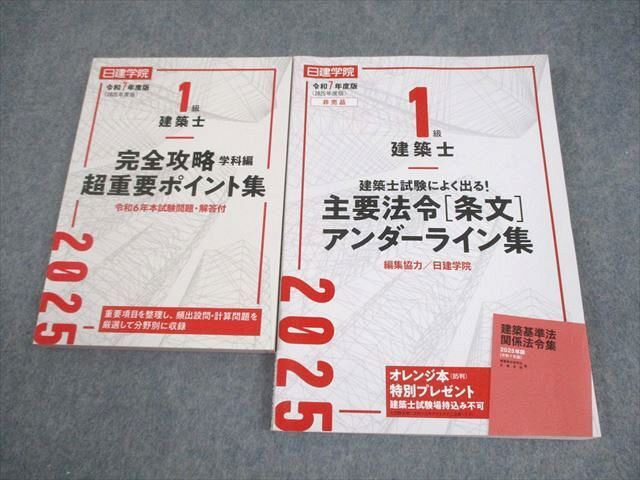 日建学院
令和7年度版
(2025年度版)
1級
建築士
完全攻略 学科編
超重要ポイント集
令和6年本試験問題・解答付
2025
重要項目を整理し、頻出設問・計算問題を
厳選して分野別に収録
日建学院
令和7年度版
(2025年度版)
非売品
1級
建築士
建築士試験によく出る!
主要法令[条文]
アンダーライン集
編集協力/日建学院
2025
オレンジ本(B5判)
特別プレゼント
建築士試験場持込み不可
建築基準法
関係法令集
2025年版